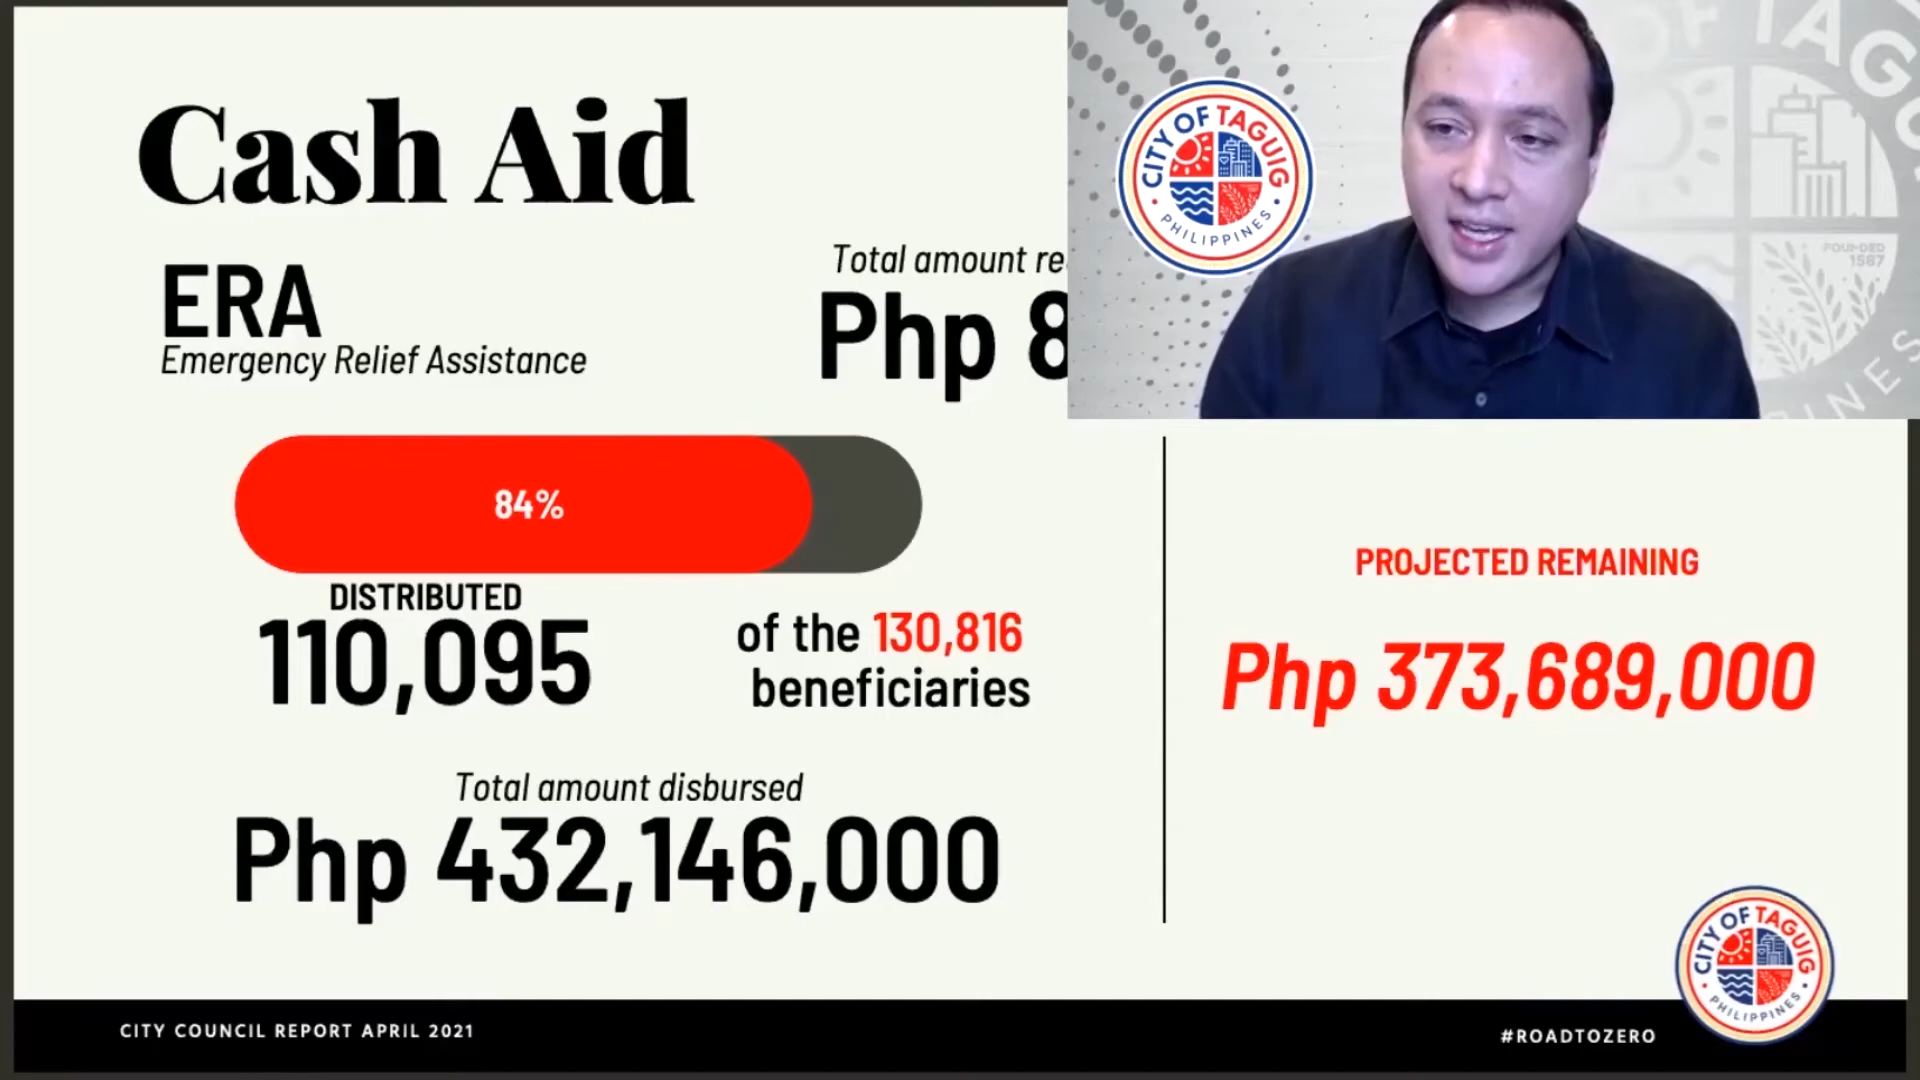 Cash Aid
ERA
Emergency Relief Assistance
Total amount
Php 8
84%
DISTRIBUTED
110,095
of the 130,816
beneficiaries
Total amount disbursed
Php 432,146,000
PROJECTED REMAINING
Php 373,689,000
CITY OF TAGUIG
PHILIPPINES
FOUNDED
1587
CITY COUNCIL REPORT APRIL 2021
#ROADTOZERO
CITY OF TAGUIG
PHILIPPINES